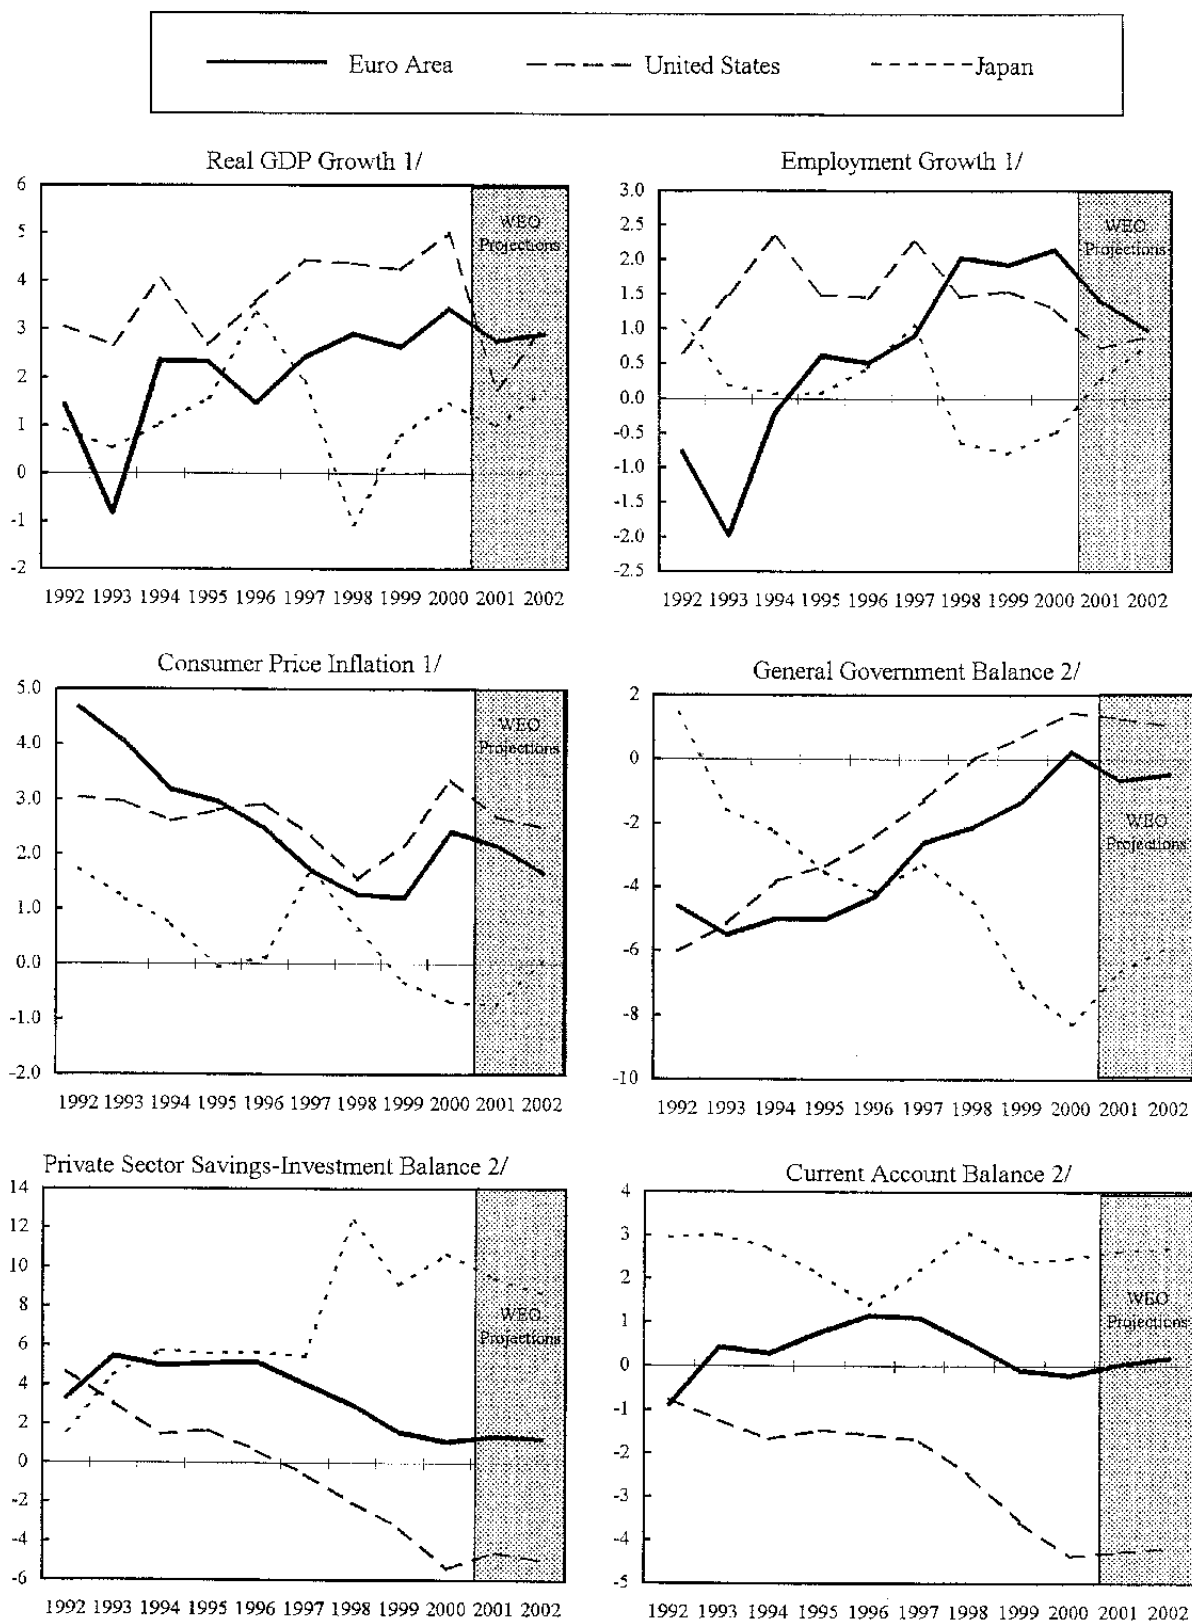 Euro Area United States Japan
Real GDP Growth 1/
6
5
4
3
2
1
0
-1
-2
WEO
Projections
1992 1993 1994 1995 1996 1997 1998 1999 2000 2001 2002
Employment Growth 1/
3.0
2.5
2.0
1.5
1.0
0.5
0.0
-0.5
-1.0
-1.5
-2.0
-2.5
WEO
Projections
1992 1993 1994 1995 1996 1997 1998 1999 2000 2001 2002
Consumer Price Inflation 1/
5.0
4.0
3.0
2.0
1.0
0.0
-1.0
-2.0
WEO
Projections
1992 1993 1994 1995 1996 1997 1998 1999 2000 2001 2002
General Government Balance 2/
2
0
-2
-4
-6
-8
-10
WEO
Projections
1992 1993 1994 1995 1996 1997 1998 1999 2000 2001 2002
Private Sector Savings-Investment Balance 2/
14
12
10
8
6
4
2
0
-2
-4
-6
WEO
Projections
1992 1993 1994 1995 1996 1997 1998 1999 2000 2001 2002
Current Account Balance 2/
4
3
2
1
0
-1
-2
-3
-4
-5
WEO
Projections
1992 1993 1994 1995 1996 1997 1998 1999 2000 2001 2002